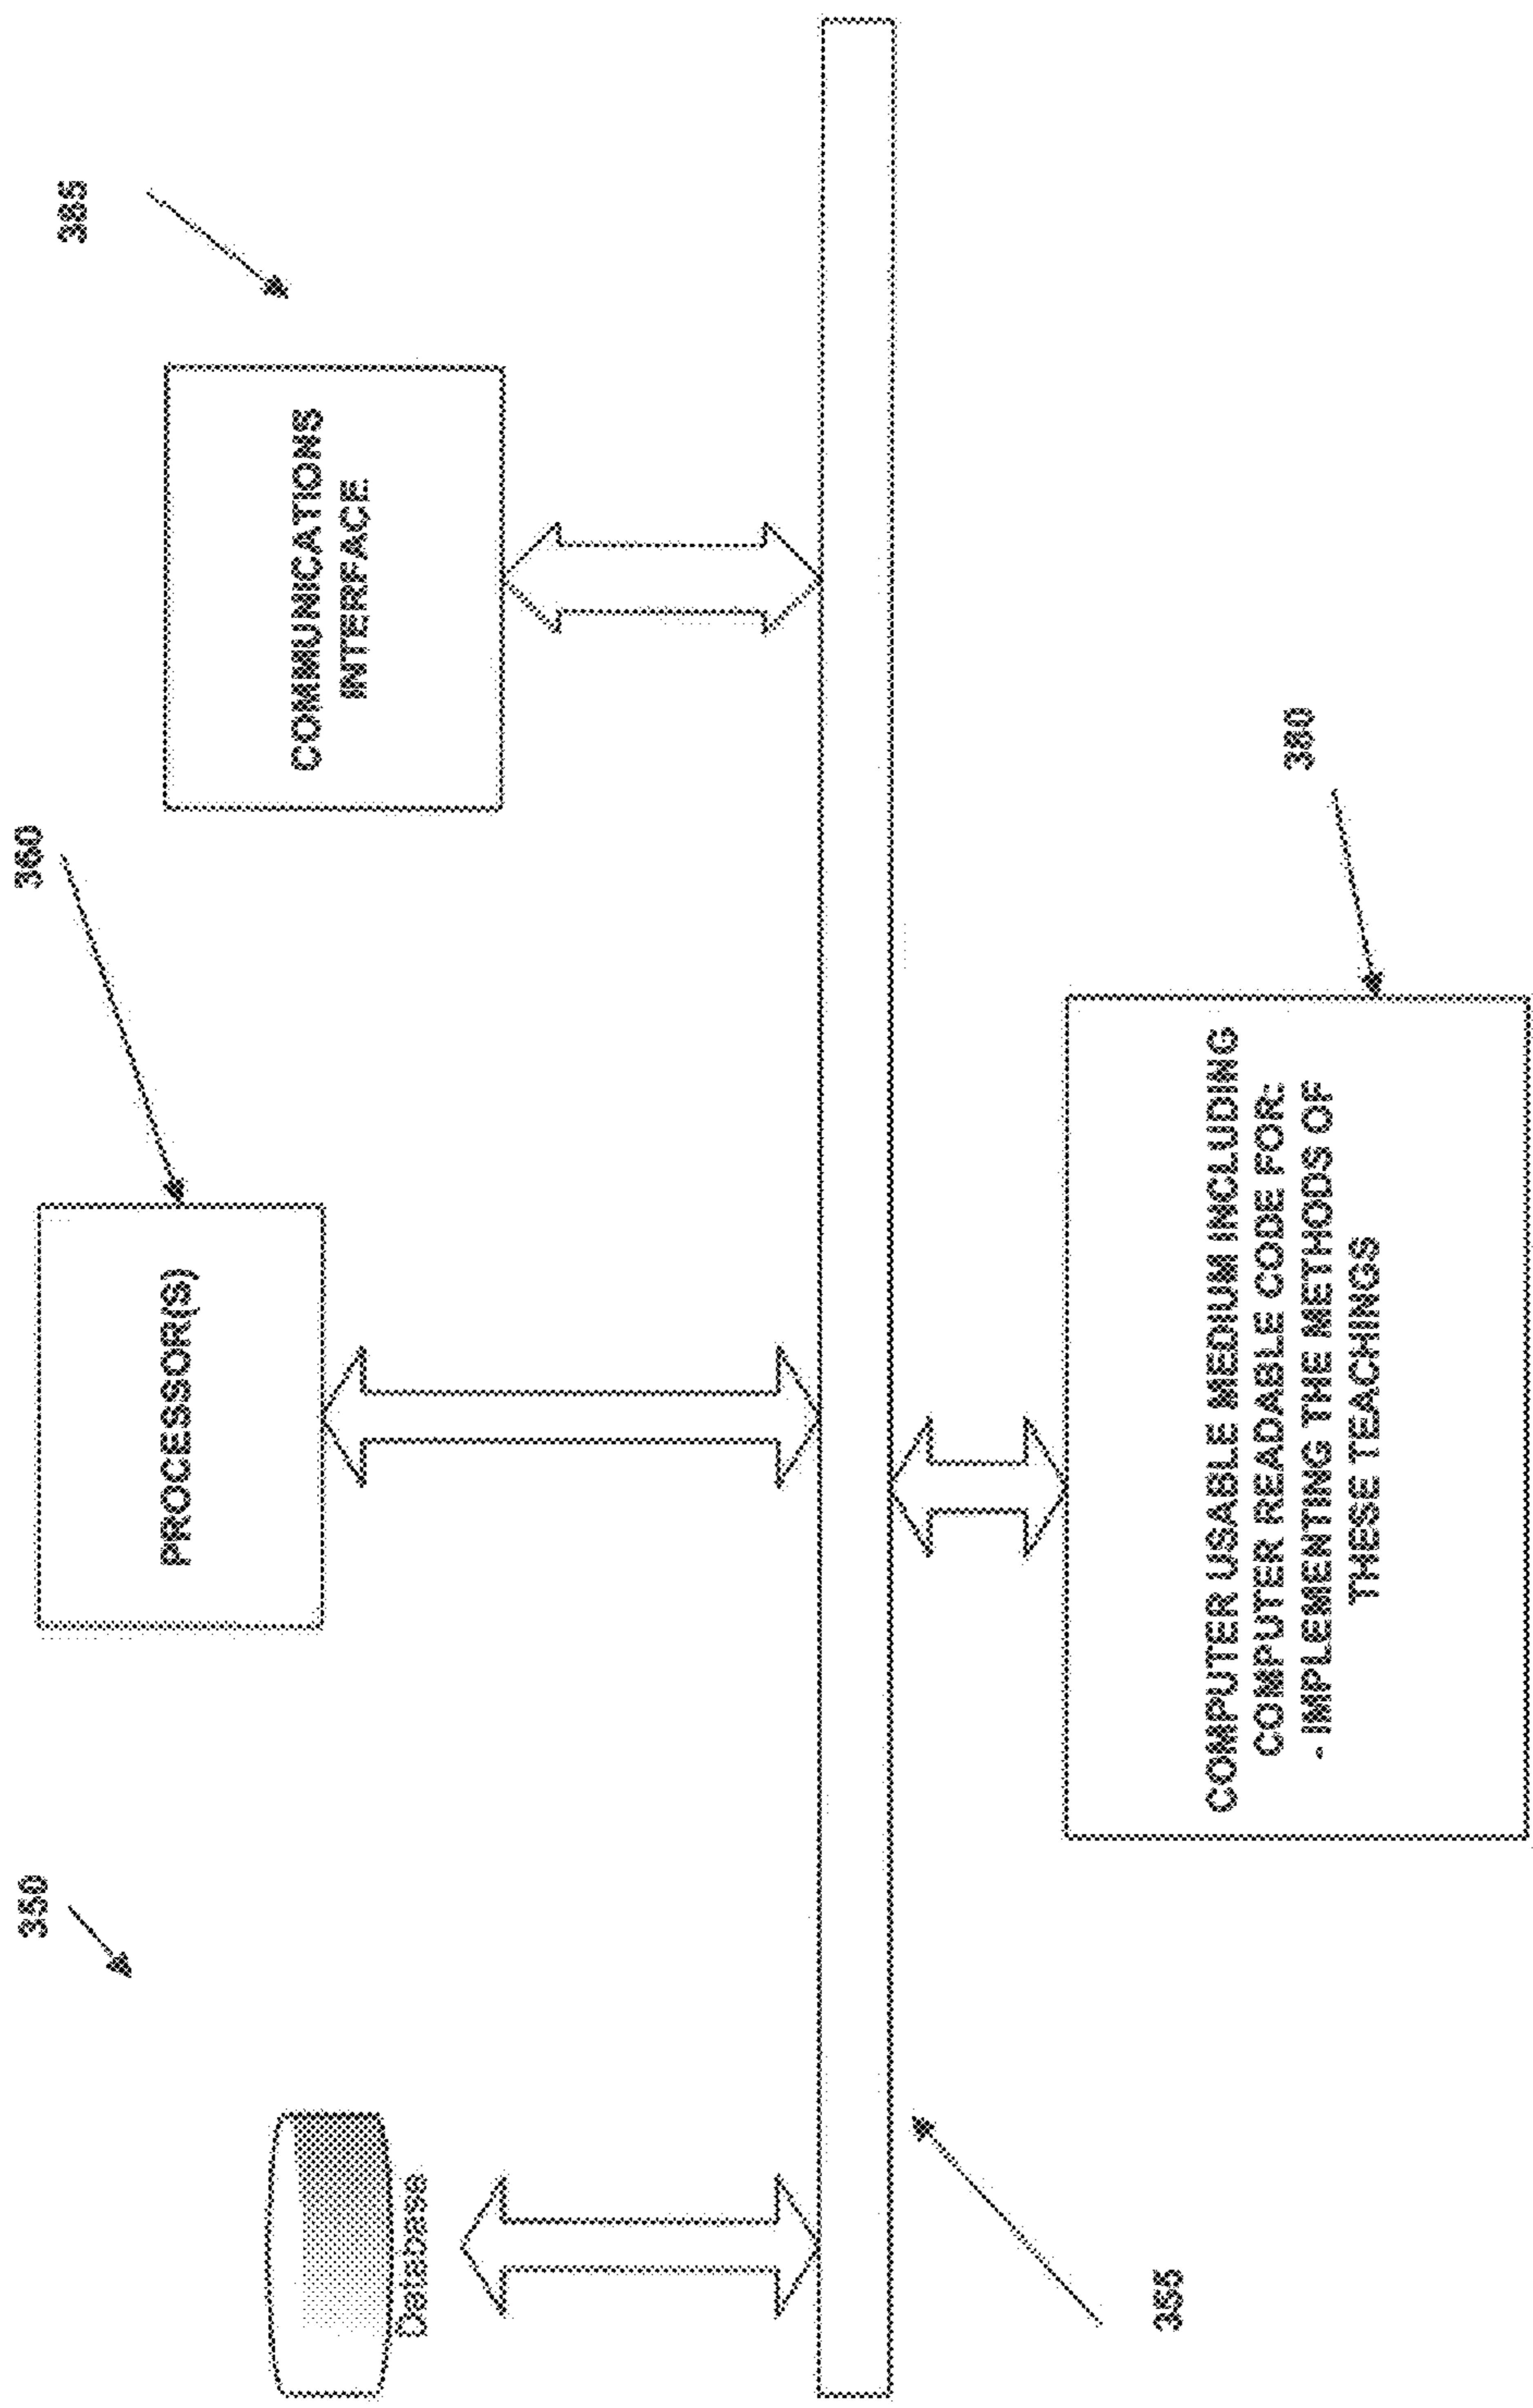 350
360
385
PROCESSOR(S)
COMMUNICATIONS
INTERFACE
Database
355
COMPUTER USABLE MEDIUM INCLUDING
COMPUTER READABLE CODE FOR:
- IMPLEMENTING THE METHODS OF
THESE TEACHINGS
380